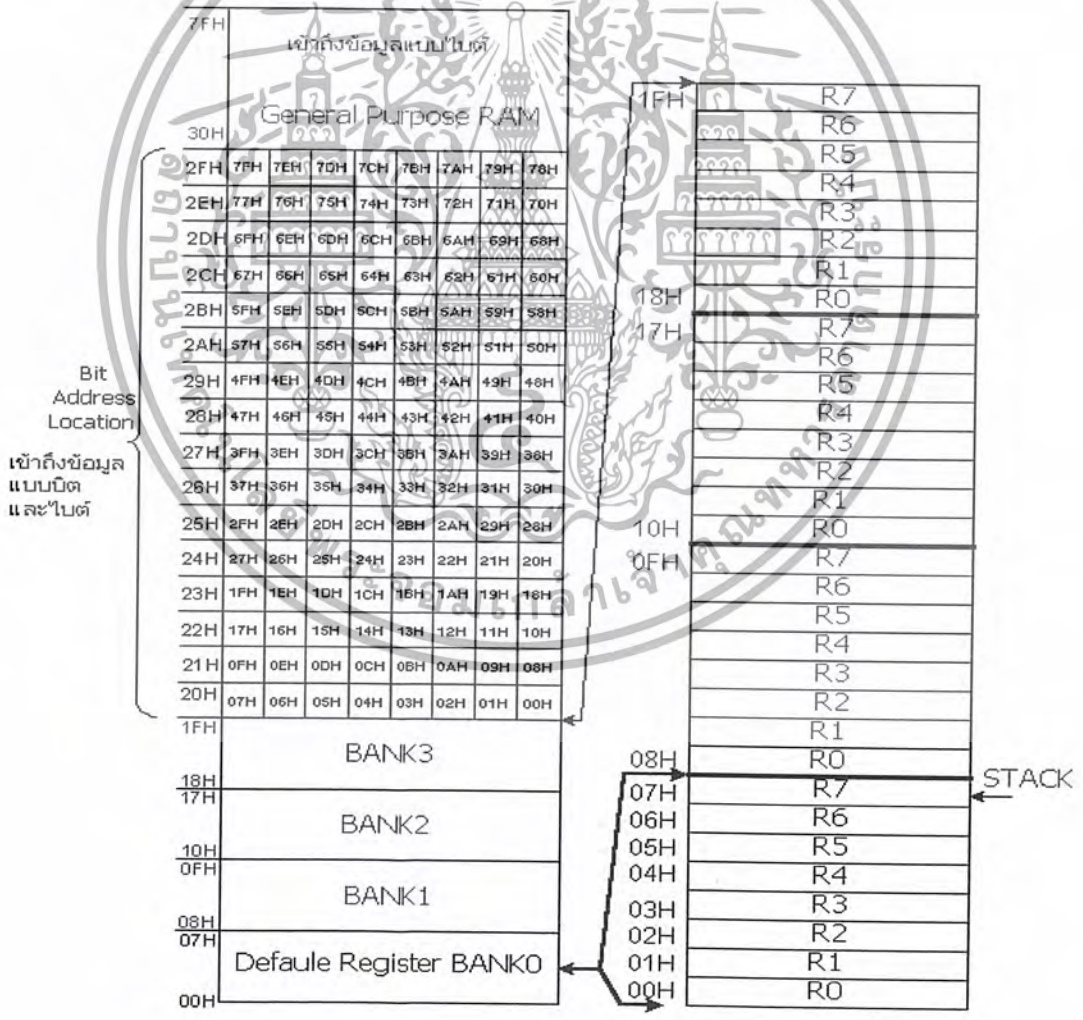 7FH
เข้าถึงข้อมูลแบบไบต์
General Purpose RAM
30H
2FH 7FH 7EH 7DH 7CH 7BH 7AH 79H 78H
2EH 77H 76H 75H 74H 73H 72H 71H 70H
2DH 6FH 6EH 6DH 6CH 6BH 6AH 69H 68H
2CH 67H 66H 65H 64H 63H 62H 61H 60H
2BH 5FH 5EH 5DH 5CH 5BH 5AH 59H 58H
2AH 57H 56H 55H 54H 53H 52H 51H 50H
29H 4FH 4EH 4DH 4CH 4BH 4AH 49H 48H
28H 47H 46H 45H 44H 43H 42H 41H 40H
27H 3FH 3EH 3DH 3CH 3BH 3AH 39H 38H
26H 37H 36H 35H 34H 33H 32H 31H 30H
25H 2FH 2EH 2DH 2CH 2BH 2AH 29H 28H
24H 27H 26H 25H 24H 23H 22H 21H 20H
23H 1FH 1EH 1DH 1CH 1BH 1AH 19H 18H
22H 17H 16H 15H 14H 13H 12H 11H 10H
21H 0FH 0EH 0DH 0CH 0BH 0AH 09H 08H
20H 07H 06H 05H 04H 03H 02H 01H 00H
Bit
Address
Location
เข้าถึงข้อมูล
แบบบิต
และไบต์
1FH
BANK3
18H
17H
BANK2
10H
0FH
BANK1
08H
07H
Defaule Register BANK0
00H
1FH R7
R6
R5
R4
R3
R2
R1
18H R0
17H R7
R6
R5
R4
R3
R2
R1
10H R0
0FH R7
R6
R5
R4
R3
R2
R1
08H R0
07H R7
STACK
06H R6
05H R5
04H R4
03H R3
02H R2
01H R1
00H R0